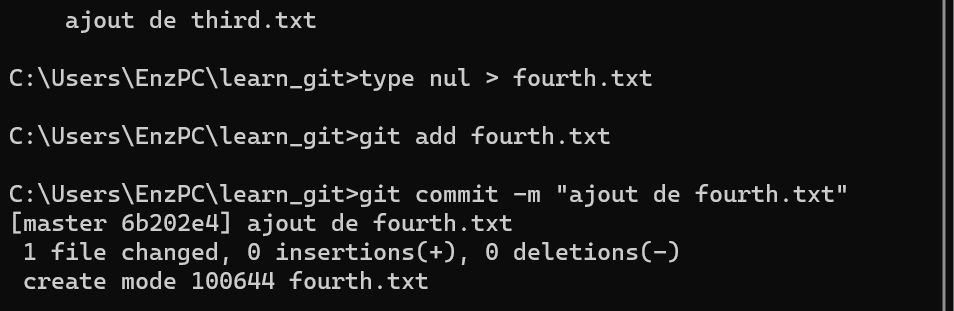 ajout de third.txt
C:\Users\EnzPC\learn_git>type nul > fourth.txt
C:\Users\EnzPC\learn_git>git add fourth.txt
C:\Users\EnzPC\learn_git>git commit -m "ajout de fourth.txt"
[master 6b202e4] ajout de fourth.txt
1 file changed, 0 insertions(+), 0 deletions(-)
create mode 100644 fourth.txt